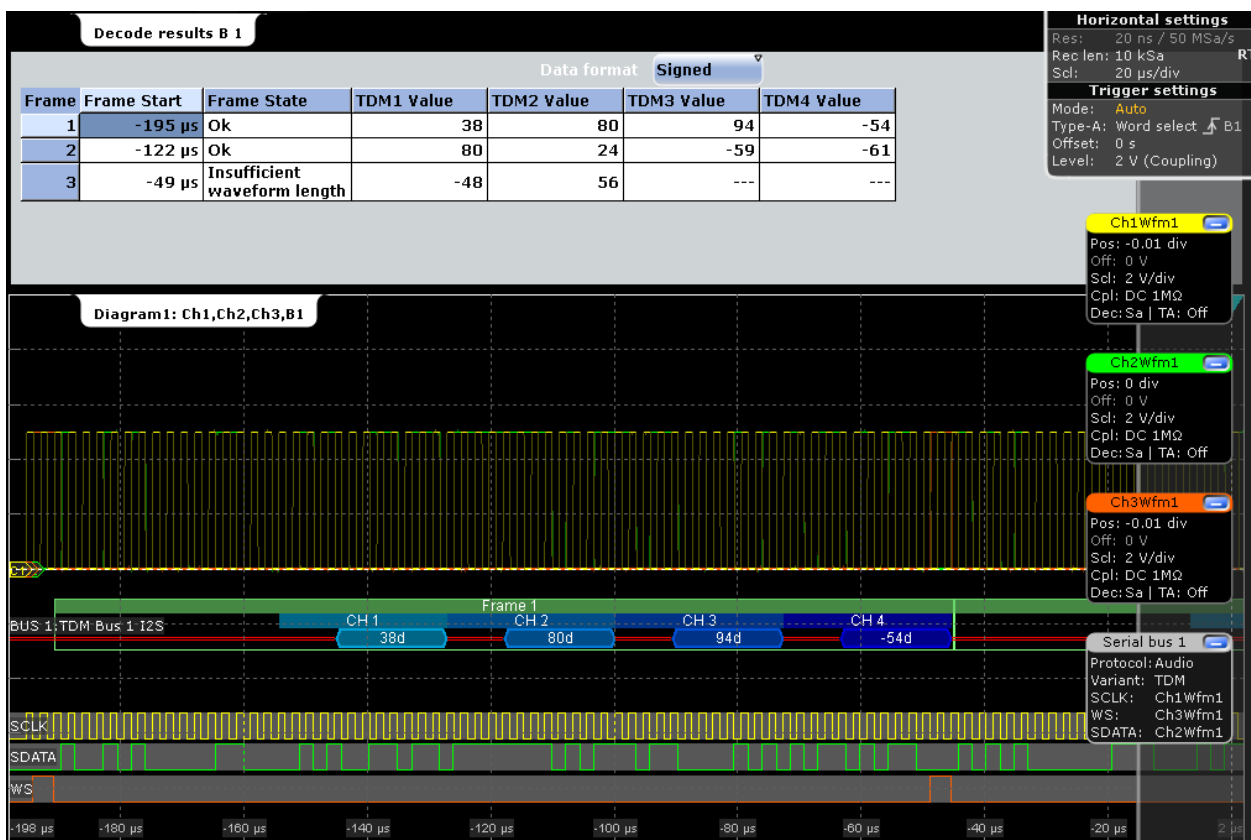 Decode results B 1
Data format Signed
Frame Frame Start Frame State TDM1 Value TDM2 Value TDM3 Value TDM4 Value
1 -195 µs Ok 38 80 94 -54
2 -122 µs Ok 80 24 -59 -61
3 -49 µs Insufficient waveform length -48 56 --- ---
Horizontal settings
Res: 20 ns / 50 MSa/s
Rec len: 10 kSa RT
Scl: 20 µs/div
Trigger settings
Mode: Auto
Type-A: Word select B1
Offset: 0 s
Level: 2 V (Coupling)
Ch1Wfm1
Pos: -0.01 div
Off: 0 V
Scl: 2 V/div
Cpl: DC 1MΩ
Dec: Sa | TA: Off
Diagram1: Ch1,Ch2,Ch3,B1
Ch2Wfm1
Pos: 0 div
Off: 0 V
Scl: 2 V/div
Cpl: DC 1MΩ
Dec: Sa | TA: Off
Ch3Wfm1
Pos: -0.01 div
Off: 0 V
Scl: 2 V/div
Cpl: DC 1MΩ
Dec: Sa | TA: Off
C1
Frame 1
BUS 1:TDM Bus 1 I2S CH 1 CH 2 CH 3 CH 4
38d 80d 94d -54d
Serial bus 1
Protocol: Audio
Variant: TDM
SCLK: Ch1Wfm1
WS: Ch3Wfm1
SDATA: Ch2Wfm1
SCLK
SDATA
WS
-198 µs -180 µs -160 µs -140 µs -120 µs -100 µs -80 µs -60 µs -40 µs -20 µs 2 µs